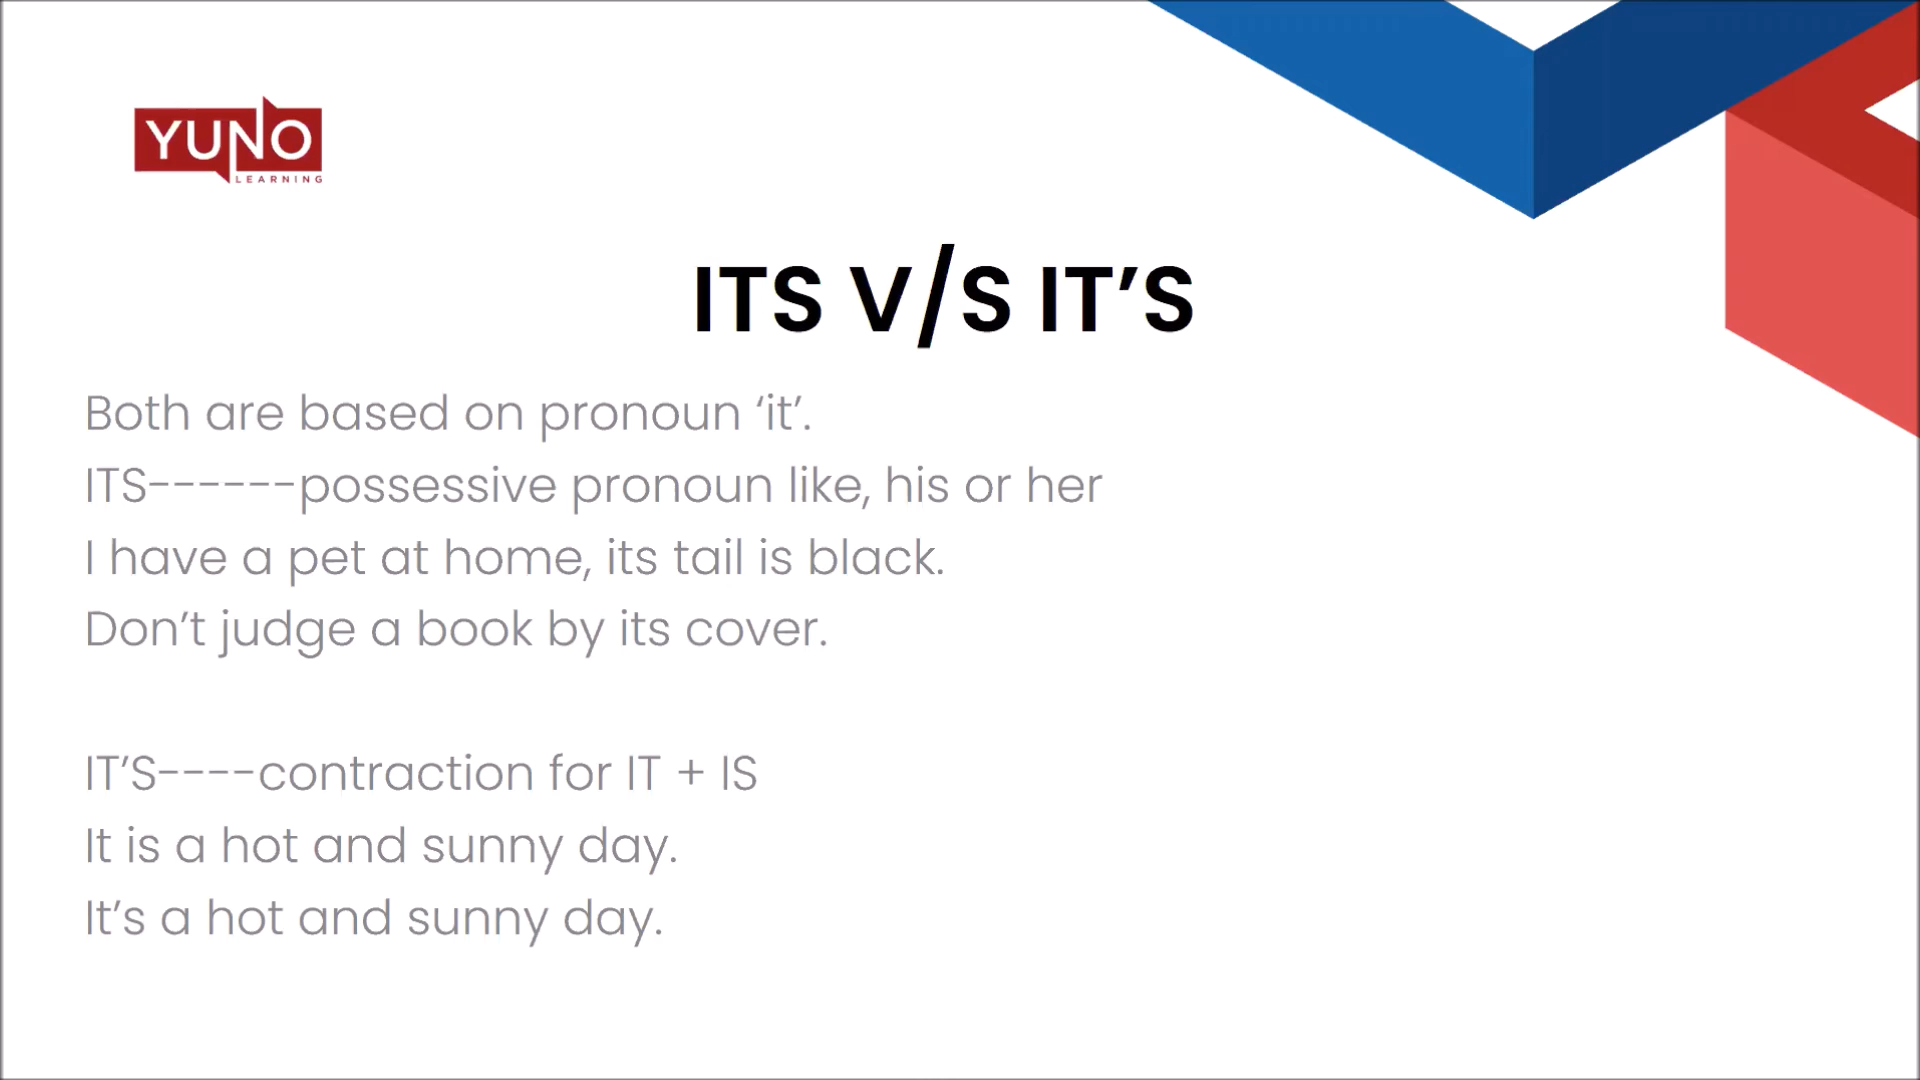 YUNO
LEARNING
ITS V/S IT’S
Both are based on pronoun ‘it’.
ITS------possessive pronoun like, his or her
I have a pet at home, its tail is black.
Don’t judge a book by its cover.
IT’S----contraction for IT + IS
It is a hot and sunny day.
It’s a hot and sunny day.